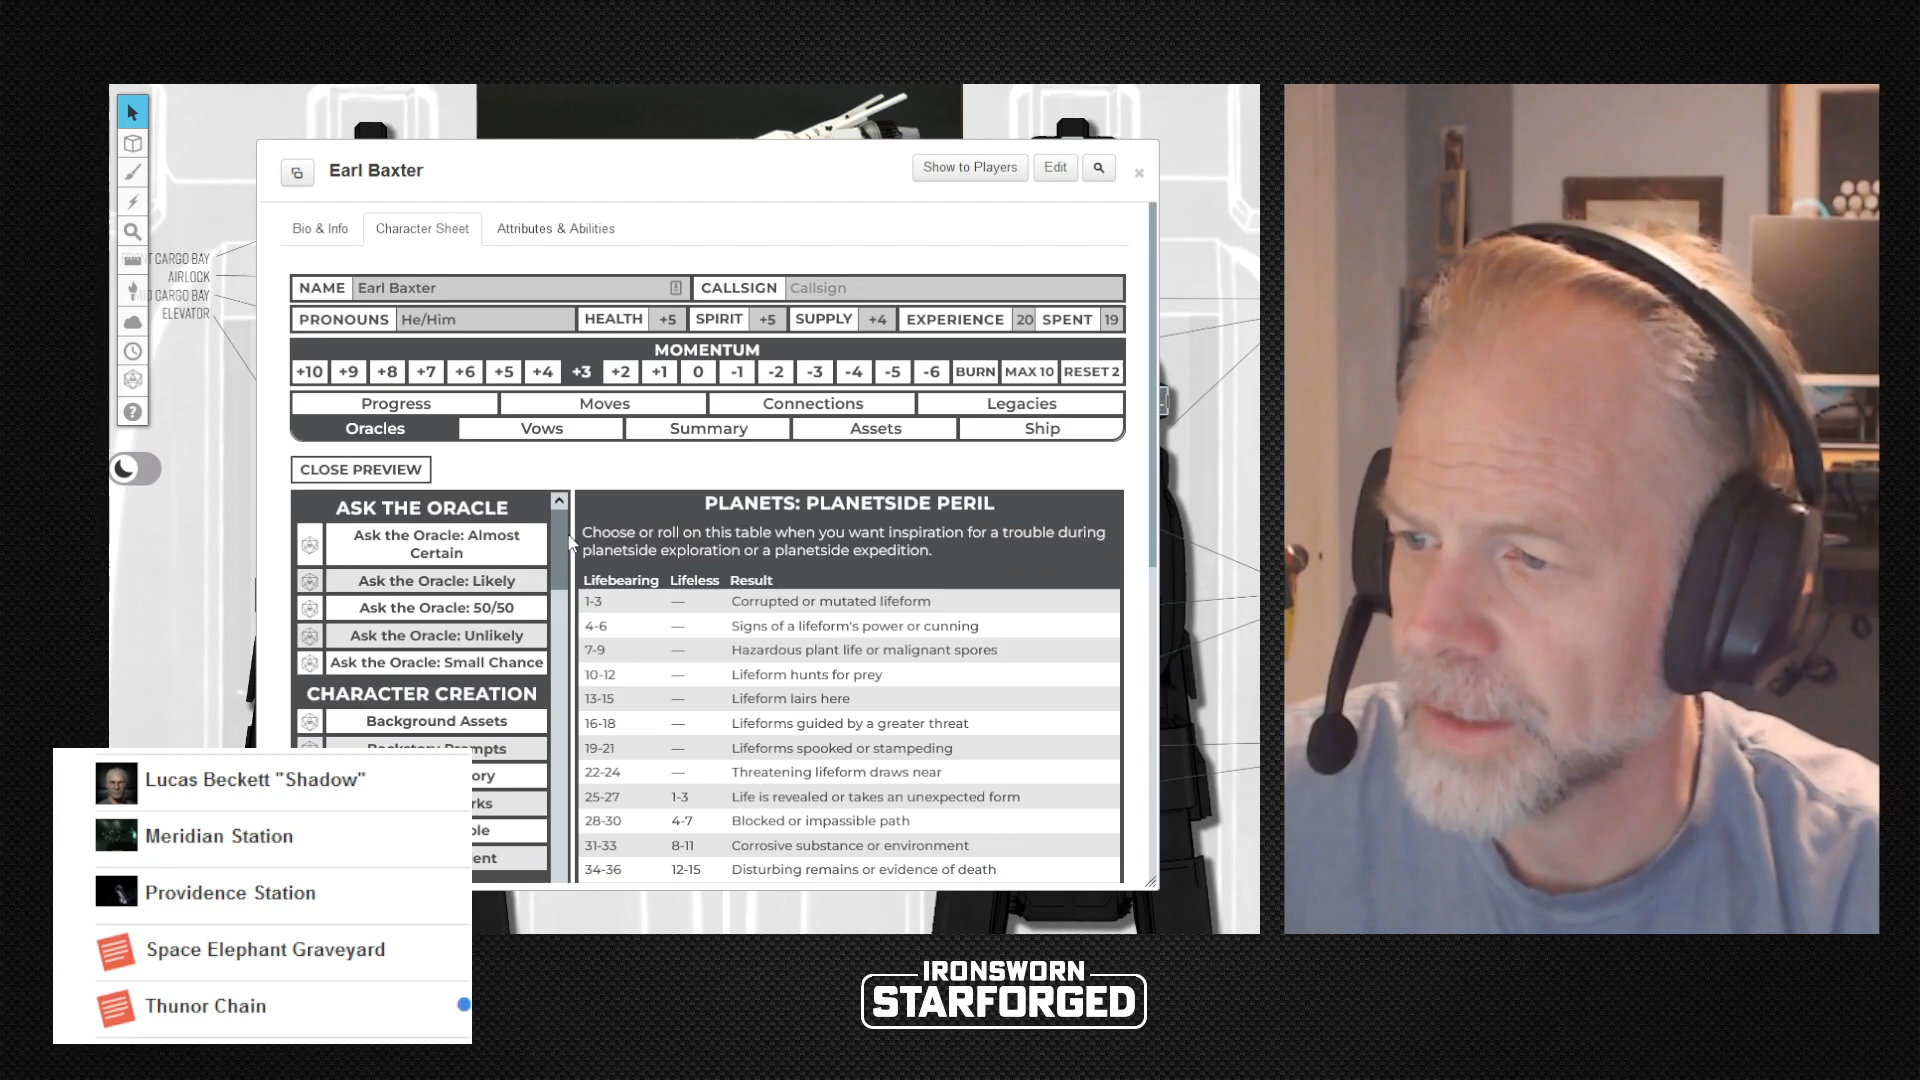 Earl Baxter
Show to Players
Edit
Bio & Info
Character Sheet
Attributes & Abilities
CARGO BAY
AIRLOCK
CARGO BAY
ELEVATOR
NAME Earl Baxter CALLSIGN Callsign
PRONOUNS He/Him HEALTH +5 SPIRIT +5 SUPPLY +4 EXPERIENCE 20 SPENT 19
MOMENTUM
+10 +9 +8 +7 +6 +5 +4 +3 +2 +1 0 -1 -2 -3 -4 -5 -6 BURN MAX 10 RESET 2
Progress Moves Connections Legacies
Oracles Vows Summary Assets Ship
CLOSE PREVIEW
ASK THE ORACLE
Ask the Oracle: Almost
Certain
Ask the Oracle: Likely
Ask the Oracle: 50/50
Ask the Oracle: Unlikely
Ask the Oracle: Small Chance
CHARACTER CREATION
Background Assets
Backstory Prompts
PLANETS: PLANETSIDE PERIL
Choose or roll on this table when you want inspiration for a trouble during
planetside exploration or a planetside expedition.
Lifebearing Lifeless Result
1-3 — Corrupted or mutated lifeform
4-6 — Signs of a lifeform's power or cunning
7-9 — Hazardous plant life or malignant spores
10-12 — Lifeform hunts for prey
13-15 — Lifeform lairs here
16-18 — Lifeforms guided by a greater threat
19-21 — Lifeforms spooked or stampeding
22-24 — Threatening lifeform draws near
25-27 1-3 Life is revealed or takes an unexpected form
28-30 4-7 Blocked or impassible path
31-33 8-11 Corrosive substance or environment
34-36 12-15 Disturbing remains or evidence of death
Lucas Beckett "Shadow"
Meridian Station
Providence Station
Space Elephant Graveyard
Thunor Chain
IRONSWORN
STARFORGED